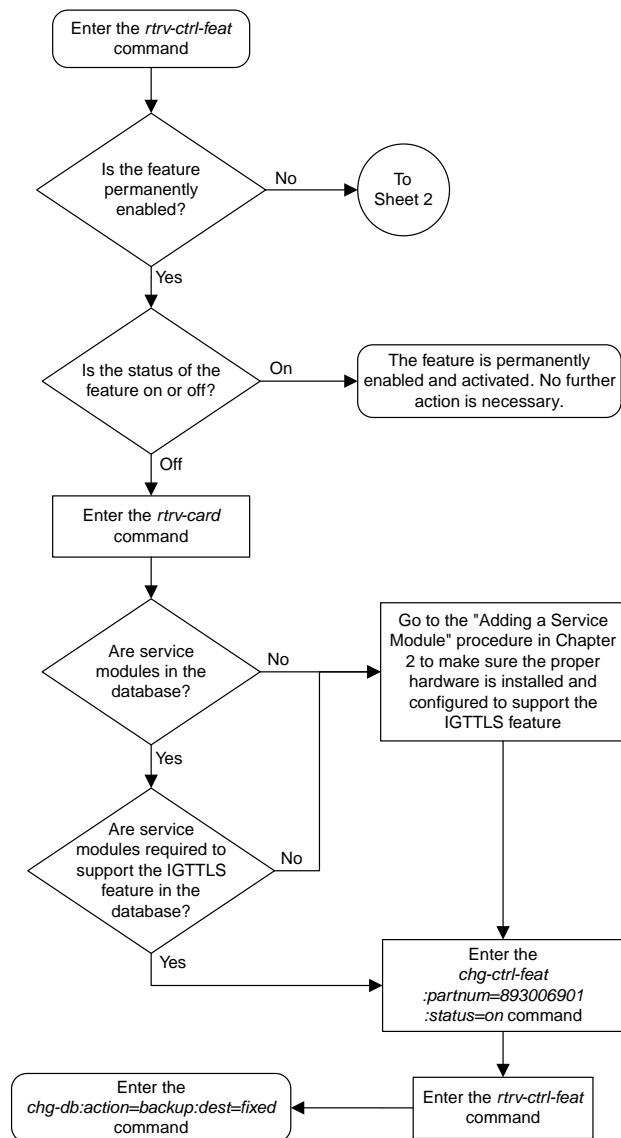 Enter the rtrv-ctrl-feat
command
Is the feature
permanently
enabled?
No
To
Sheet 2
Yes
Is the status of the
feature on or off?
On
The feature is permanently
enabled and activated. No further
action is necessary.
Off
Enter the rtrv-card
command
Are service
modules in the
database?
No
Go to the "Adding a Service
Module" procedure in Chapter
2 to make sure the proper
hardware is installed and
configured to support the
IGTTLS feature
Yes
Are service
modules required to
support the IGTTLS
feature in the
database?
No
Yes
Enter the
chg-ctrl-feat
:partnum=893006901
:status=on command
Enter the rtrv-ctrl-feat
command
Enter the
chg-db:action=backup:dest=fixed
command